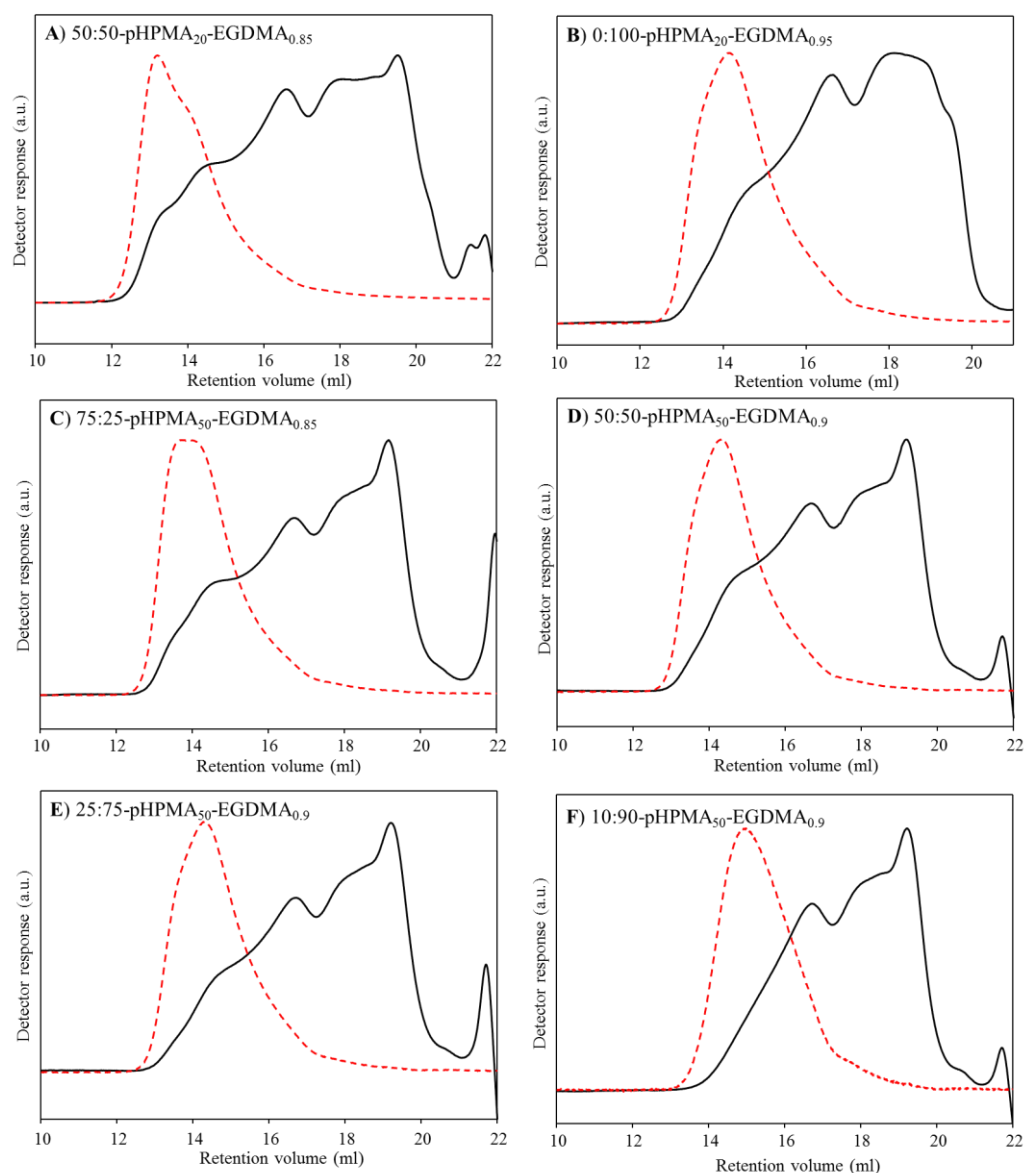 A) 50:50-pHPMA20-EGDMA0.85
Detector response (a.u.)
10 12 14 16 18 20 22
Retention volume (ml)
B) 0:100-pHPMA20-EGDMA0.95
Detector response (a.u.)
10 12 14 16 18 20
Retention volume (ml)
C) 75:25-pHPMA50-EGDMA0.85
Detector response (a.u.)
10 12 14 16 18 20 22
Retention volume (ml)
D) 50:50-pHPMA50-EGDMA0.9
Detector response (a.u.)
10 12 14 16 18 20 22
Retention volume (ml)
E) 25:75-pHPMA50-EGDMA0.9
Detector response (a.u.)
10 12 14 16 18 20 22
Retention volume (ml)
F) 10:90-pHPMA50-EGDMA0.9
Detector response (a.u.)
10 12 14 16 18 20 22
Retention volume (ml)